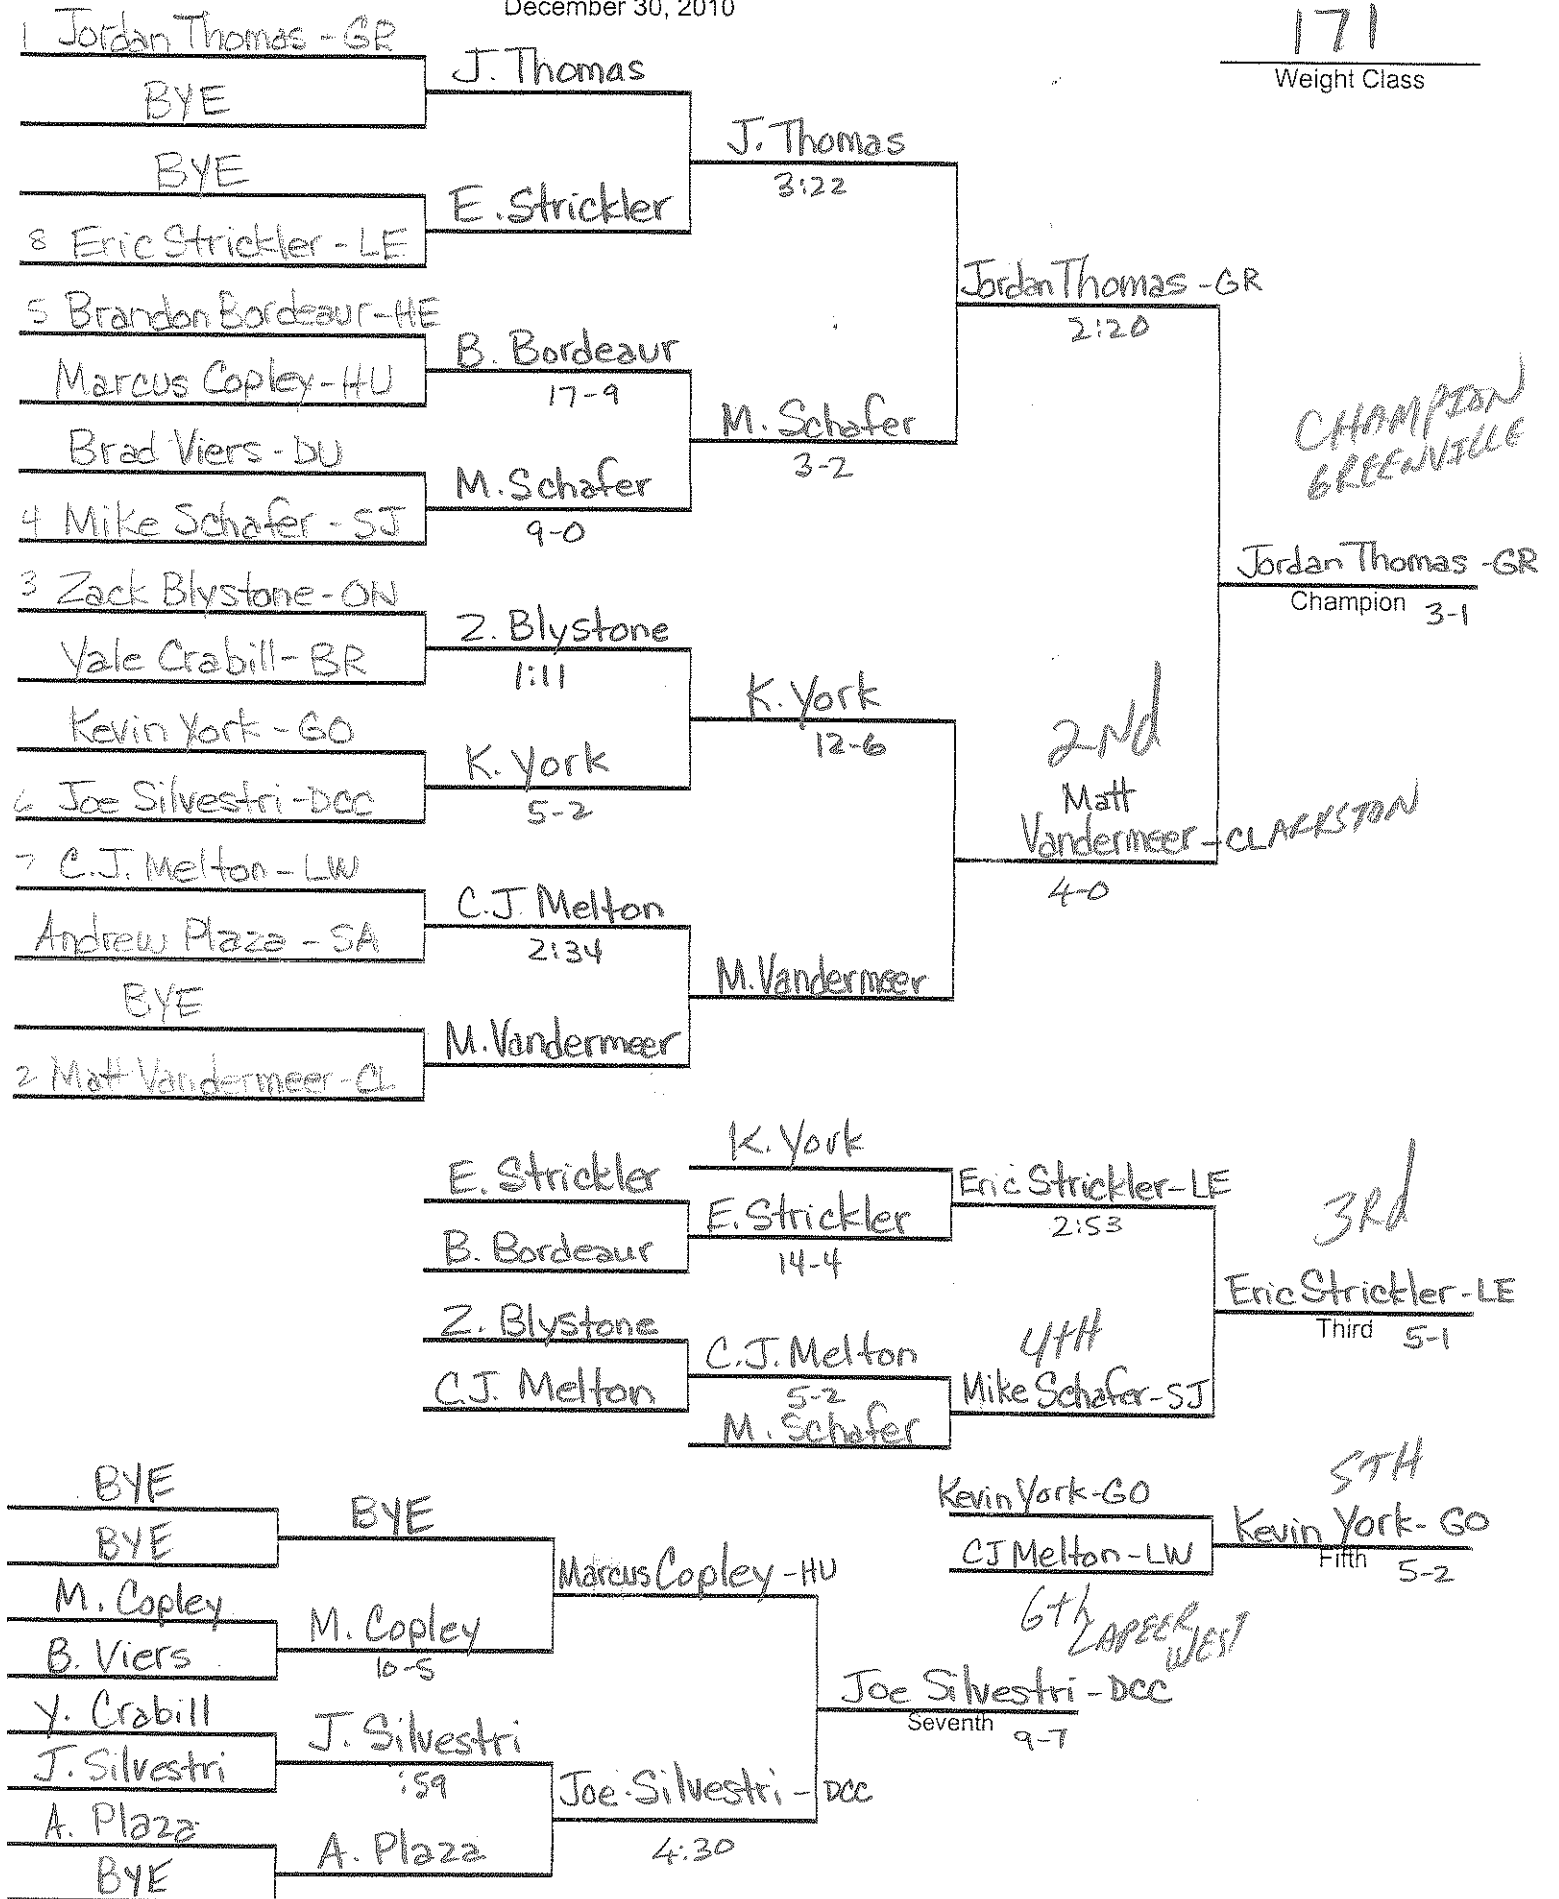 December 30, 2010
171
Weight Class
1 Jordan Thomas - GR
BYE
BYE
8 Eric Strickler - LE
5 Brandon Bordeaur - HE
Marcus Copley - HU
Brad Viers - DU
4 Mike Schafer - SJ
3 Zack Blystone - ON
Yale Crabill - BR
Kevin York - GO
6 Joe Silvestri - DCC
7 C.J. Melton - LW
Andrew Plaza - SA
BYE
2 Matt Vandermeer - CL
J. Thomas
E. Strickler
B. Bordeaur
17-9
M. Schafer
9-0
Z. Blystone
1:11
K. York
5-2
C.J. Melton
2:34
M. Vandermeer
J. Thomas
3:22
M. Schafer
3-2
K. York
12-6
M. Vandermeer
Jordan Thomas - GR
2:20
2nd
Matt
Vandermeer - CLARKSTON
4-0
CHAMPION
GREENVILLE
Jordan Thomas - GR
Champion 3-1
E. Strickler
B. Bordeaur
Z. Blystone
C.J. Melton
K. York
E. Strickler
14-4
C.J. Melton
5-2
M. Schafer
Eric Strickler - LE
2:53
4TH
Mike Schafer - SJ
3Rd
Eric Strickler - LE
Third 5-1
BYE
BYE
M. Copley
B. Viers
Y. Crabill
J. Silvestri
A. Plaza
BYE
BYE
M. Copley
10-5
J. Silvestri
:59
A. Plaza
Marcus Copley - HU
Joe Silvestri - DCC
4:30
Joe Silvestri - DCC
Seventh 9-7
Kevin York - GO
CJ Melton - LW
6th LAPEER WEST
5TH
Kevin York - GO
Fifth 5-2